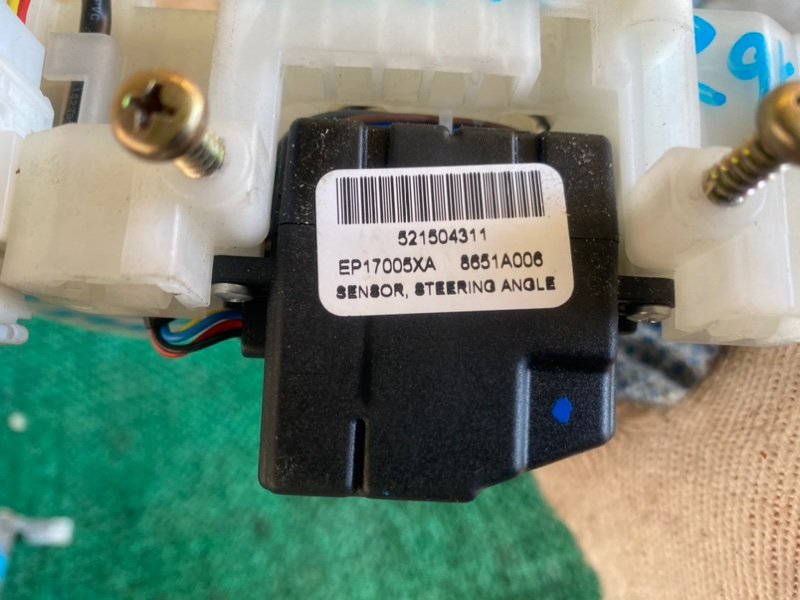 521504311
EP17005XA 8651A006
SENSOR, STEERING ANGLE